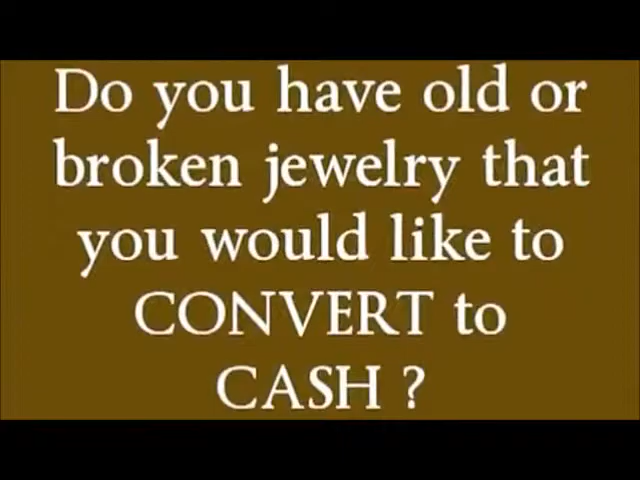 Do you have old or
broken jewelry that
you would like to
CONVERT to
CASH ?